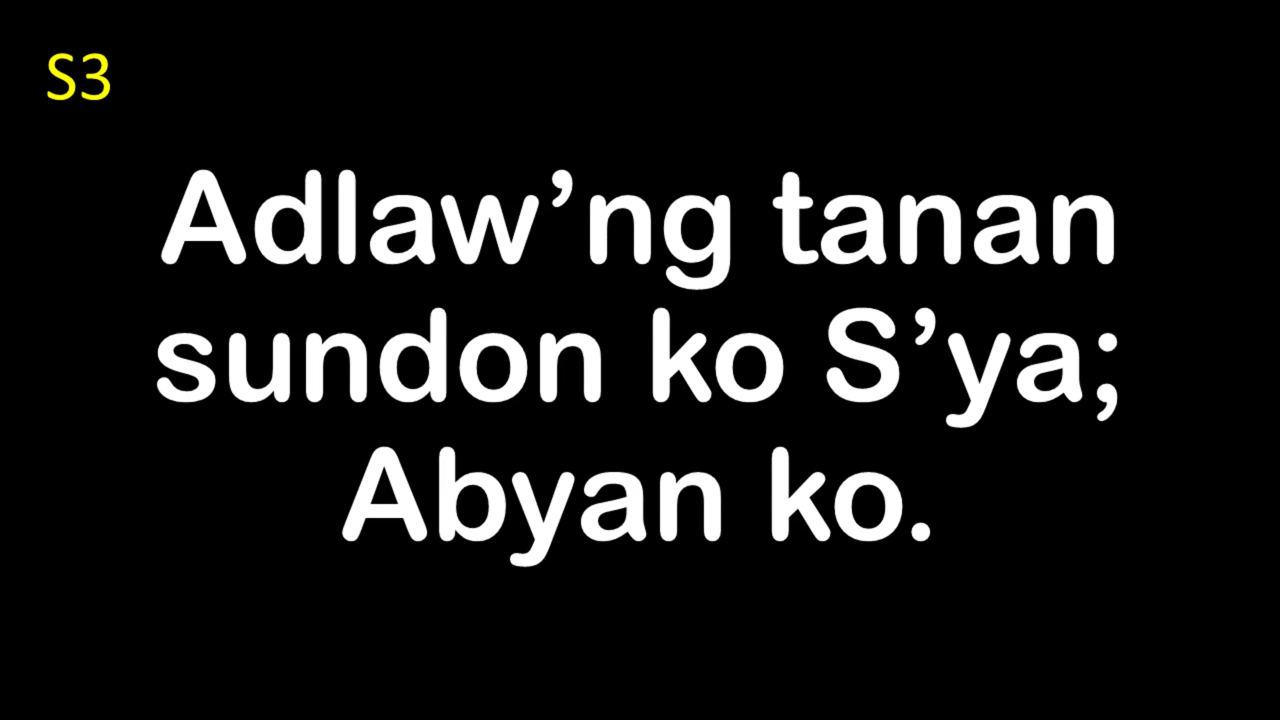 S3
Adlaw’ng tanan
sundon ko S’ya;
Abyan ko.